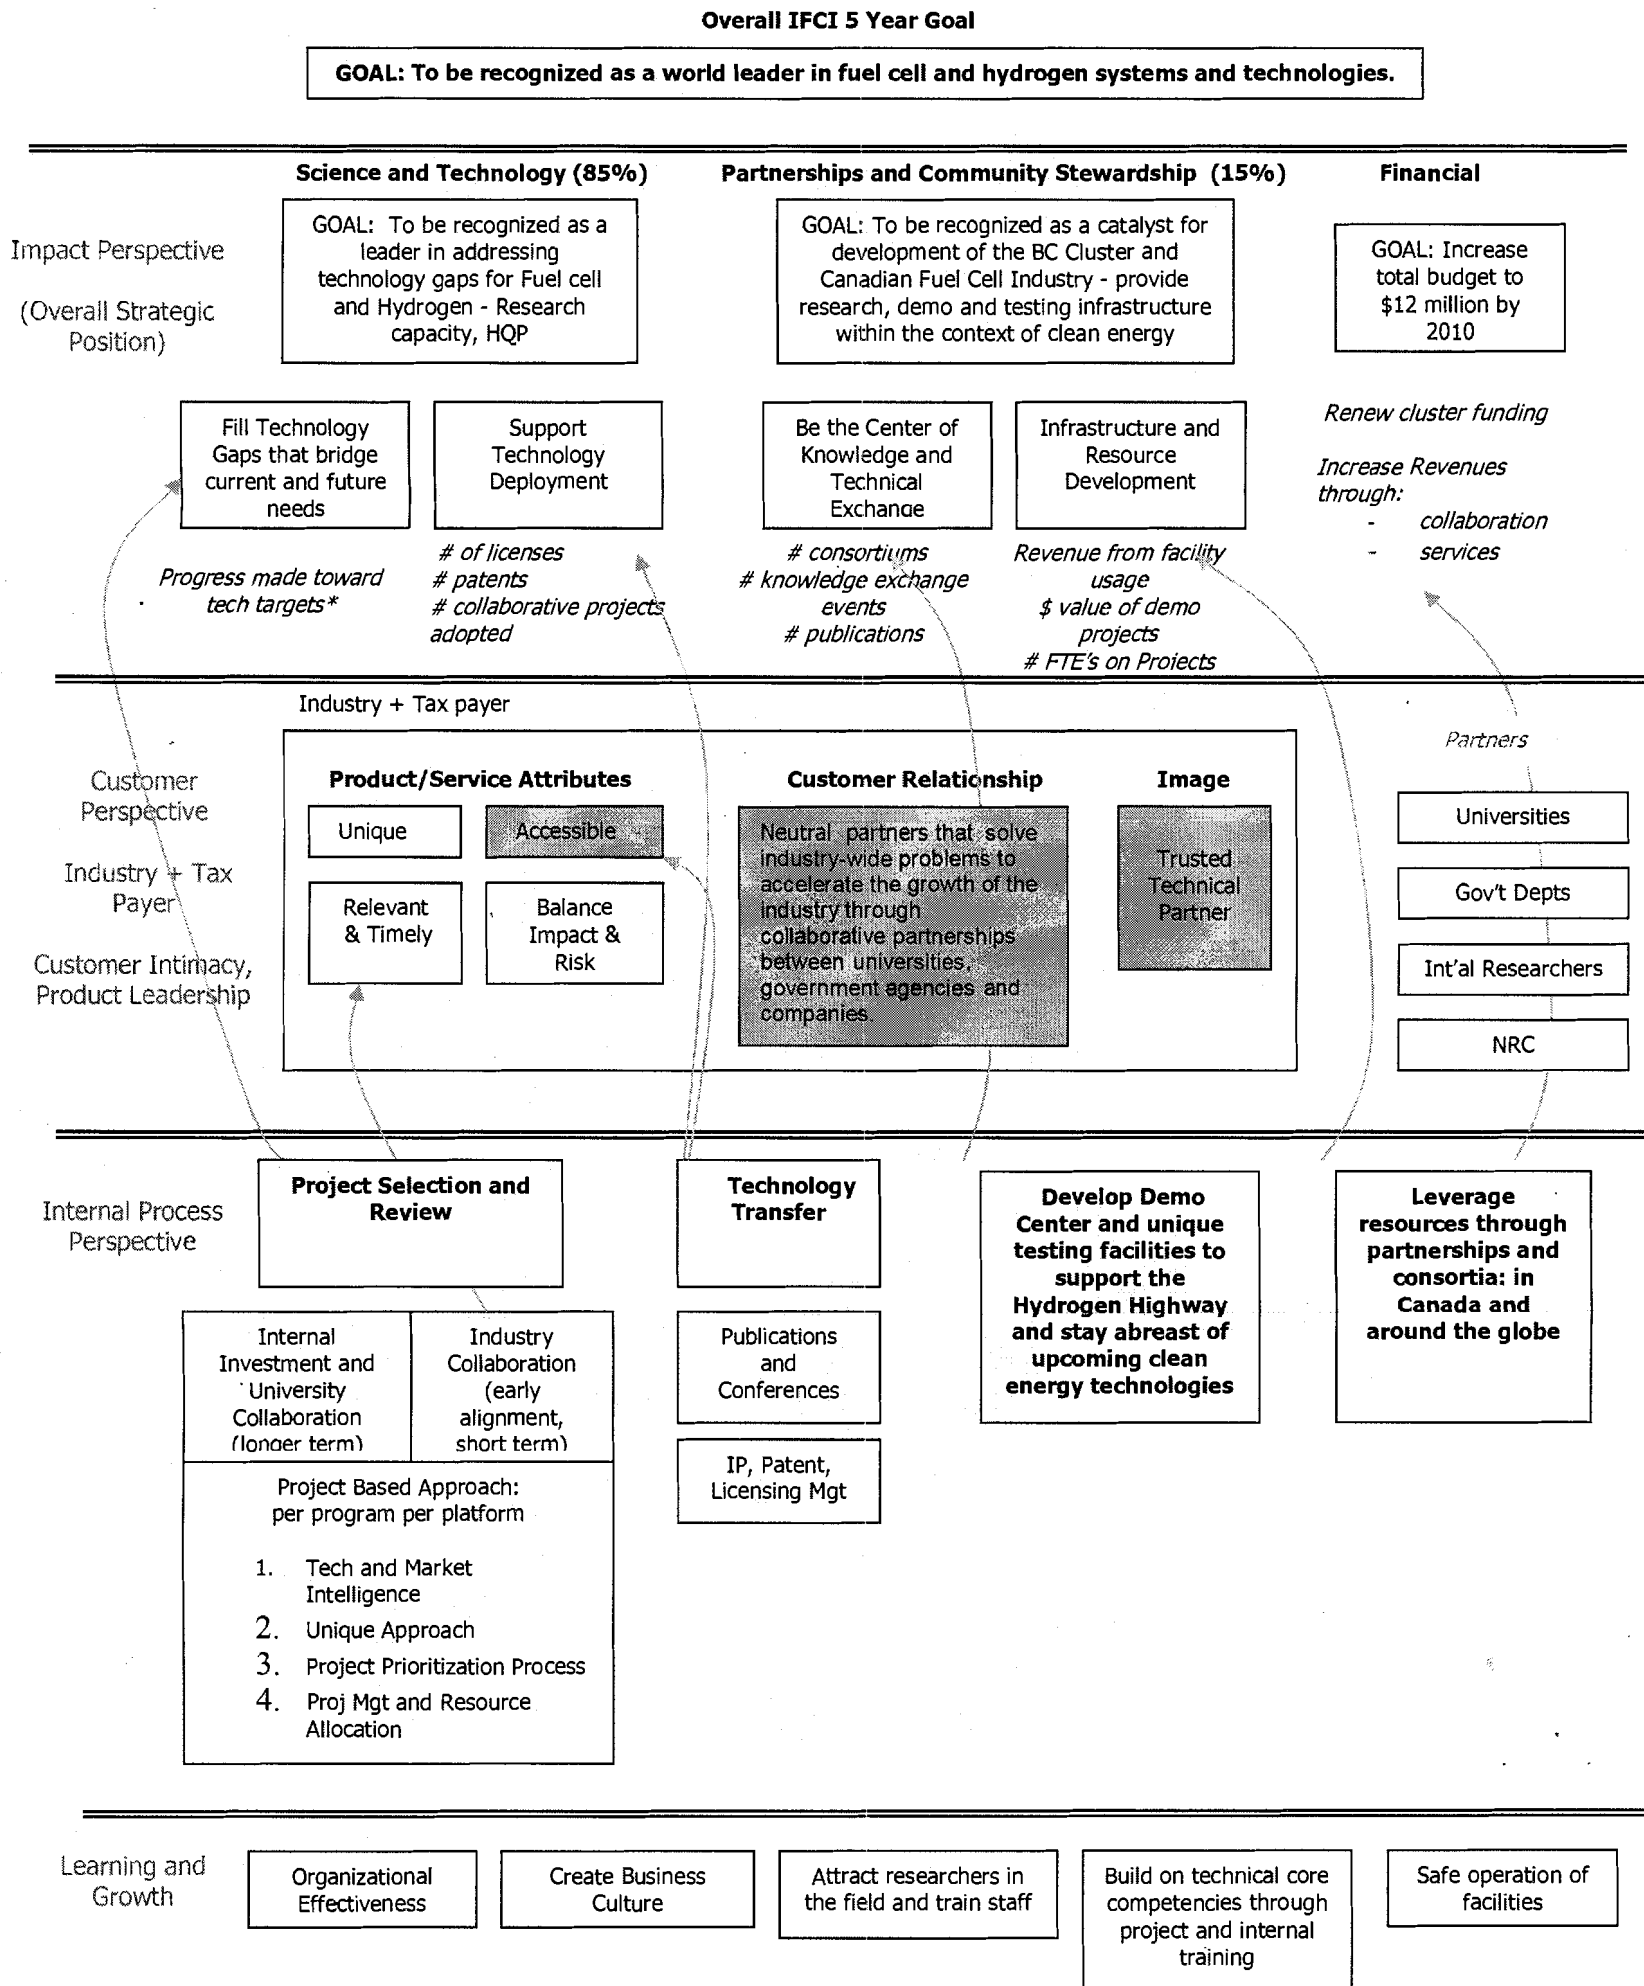 Overall IFCI 5 Year Goal
GOAL: To be recognized as a world leader in fuel cell and hydrogen systems and technologies.
Science and Technology (85%)
Partnerships and Community Stewardship (15%)
Financial
Impact Perspective
(Overall Strategic
Position)
GOAL: To be recognized as a
leader in addressing
technology gaps for Fuel cell
and Hydrogen - Research
capacity, HQP
GOAL: To be recognized as a catalyst for
development of the BC Cluster and
Canadian Fuel Cell Industry - provide
research, demo and testing infrastructure
within the context of clean energy
GOAL: Increase
total budget to
$12 million by
2010
Fill Technology
Gaps that bridge
current and future
needs
Support
Technology
Deployment
Be the Center of
Knowledge and
Technical
Exchange
Infrastructure and
Resource
Development
Renew cluster funding
Increase Revenues
through:
- collaboration
- services
Progress made toward
tech targets*
# of licenses
# patents
# collaborative projects
adopted
# consortiums
# knowledge exchange
events
# publications
Revenue from facility
usage
$ value of demo
projects
# FTE's on Projects
Industry + Tax payer
Customer
Perspective
Industry + Tax
Payer
Customer Intimacy,
Product Leadership
Product/Service Attributes
Unique
Accessible
Relevant
& Timely
Balance
Impact &
Risk
Customer Relationship
Neutral partners that solve
industry-wide problems to
accelerate the growth of the
industry through
collaborative partnerships
between universities,
government agencies and
companies.
Image
Trusted
Technical
Partner
Partners
Universities
Gov't Depts
Int'al Researchers
NRC
Internal Process
Perspective
Project Selection and
Review
Technology
Transfer
Develop Demo
Center and unique
testing facilities to
support the
Hydrogen Highway
and stay abreast of
upcoming clean
energy technologies
Leverage
resources through
partnerships and
consortia: in
Canada and
around the globe
Internal
Investment and
University
Collaboration
(longer term)
Industry
Collaboration
(early
alignment,
short term)
Publications
and
Conferences
IP, Patent,
Licensing Mgt
Project Based Approach:
per program per platform
1. Tech and Market
Intelligence
2. Unique Approach
3. Project Prioritization Process
4. Proj Mgt and Resource
Allocation
Learning and
Growth
Organizational
Effectiveness
Create Business
Culture
Attract researchers in
the field and train staff
Build on technical core
competencies through
project and internal
training
Safe operation of
facilities